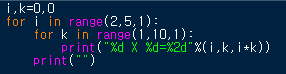 i,k=0,0
for i in range(2,5,1):
    for k in range(1,10,1):
        print("%d X %d=%2d"%(i,k,i*k))
    print("")